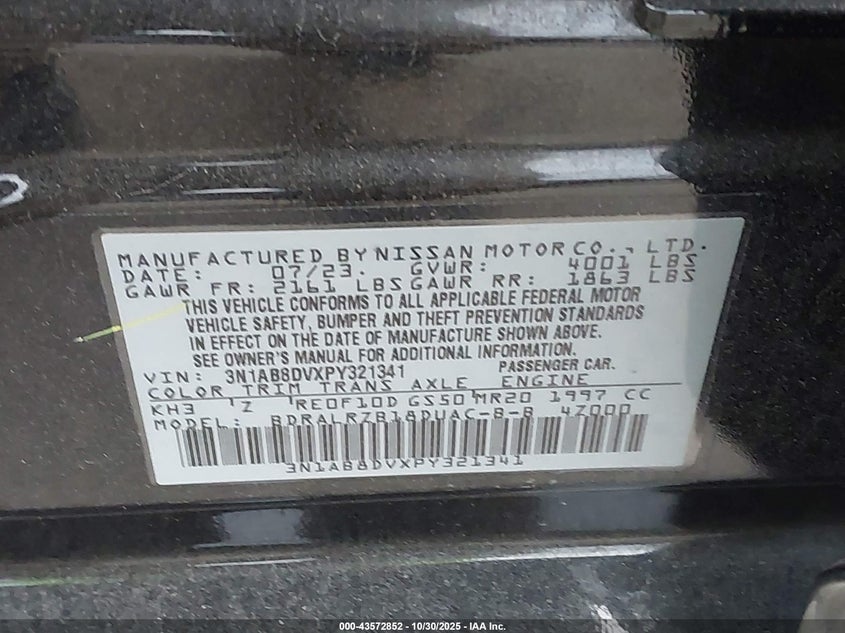 MANUFACTURED BY NISSAN MOTOR CO., LTD.
DATE: 07/23. GVWR: 4001 LBS
GAWR FR: 2161 LBS GAWR RR: 1863 LBS
THIS VEHICLE CONFORMS TO ALL APPLICABLE FEDERAL MOTOR
VEHICLE SAFETY, BUMPER AND THEFT PREVENTION STANDARDS
IN EFFECT ON THE DATE OF MANUFACTURE SHOWN ABOVE.
SEE OWNER'S MANUAL FOR ADDITIONAL INFORMATION.
VIN: 3N1AB8DVXPY321341 PASSENGER CAR.
COLOR TRIM TRANS AXLE ENGINE
KH3 Z RE0F10D GS50 MR20 1997 CC
MODEL: BDRALRZB18DUAC-B-B 4Z000
3N1AB8DVXPY321341
000-43572852 - 10/30/2025 - IAA Inc.